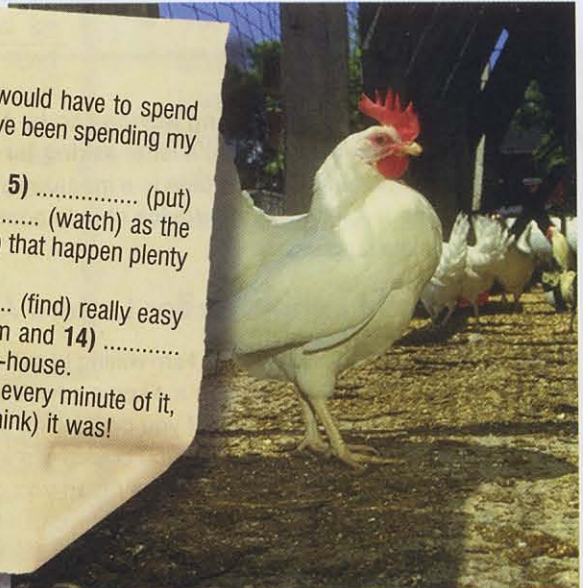 would have to spend
ve been spending my
5) ............... (put)
...... (watch) as the
that happen plenty
.. (find) really easy
m and 14) ............
-house.
every minute of it,
ink) it was!